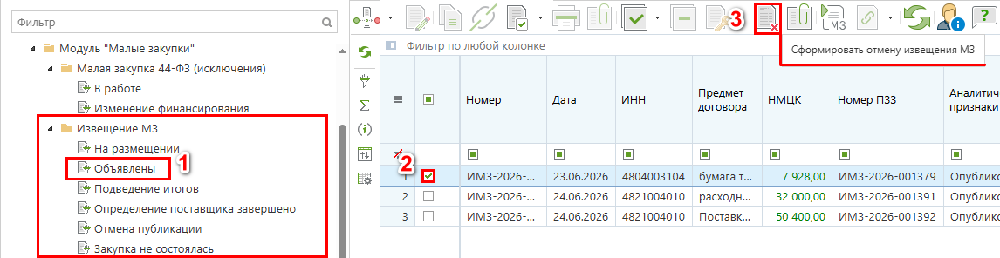 Фильтр
Модуль "Малые закупки"
Малая закупка 44-ФЗ (исключения)
В работе
Изменение финансирования
Извещение МЗ
На размещении
Объявлены
1
Подведение итогов
Определение поставщика завершено
Отмена публикации
Закупка не состоялась
3
МЗ
Сформировать отмену извещения МЗ
Фильтр по любой колонке
Номер Дата ИНН Предмет договора НМЦК Номер ПЗЗ Аналитич признаки
2
1 ИМЗ-2026-... 23.06.2026 4804003104 бумага т... 7 928,00 ИМЗ-2026-001379 Опублико
2 ИМЗ-2026-... 24.06.2026 4821004010 расходн... 32 000,00 ИМЗ-2026-001391 Опублико
3 ИМЗ-2026-... 24.06.2026 4821004010 Поставк... 50 400,00 ИМЗ-2026-001392 Опублико